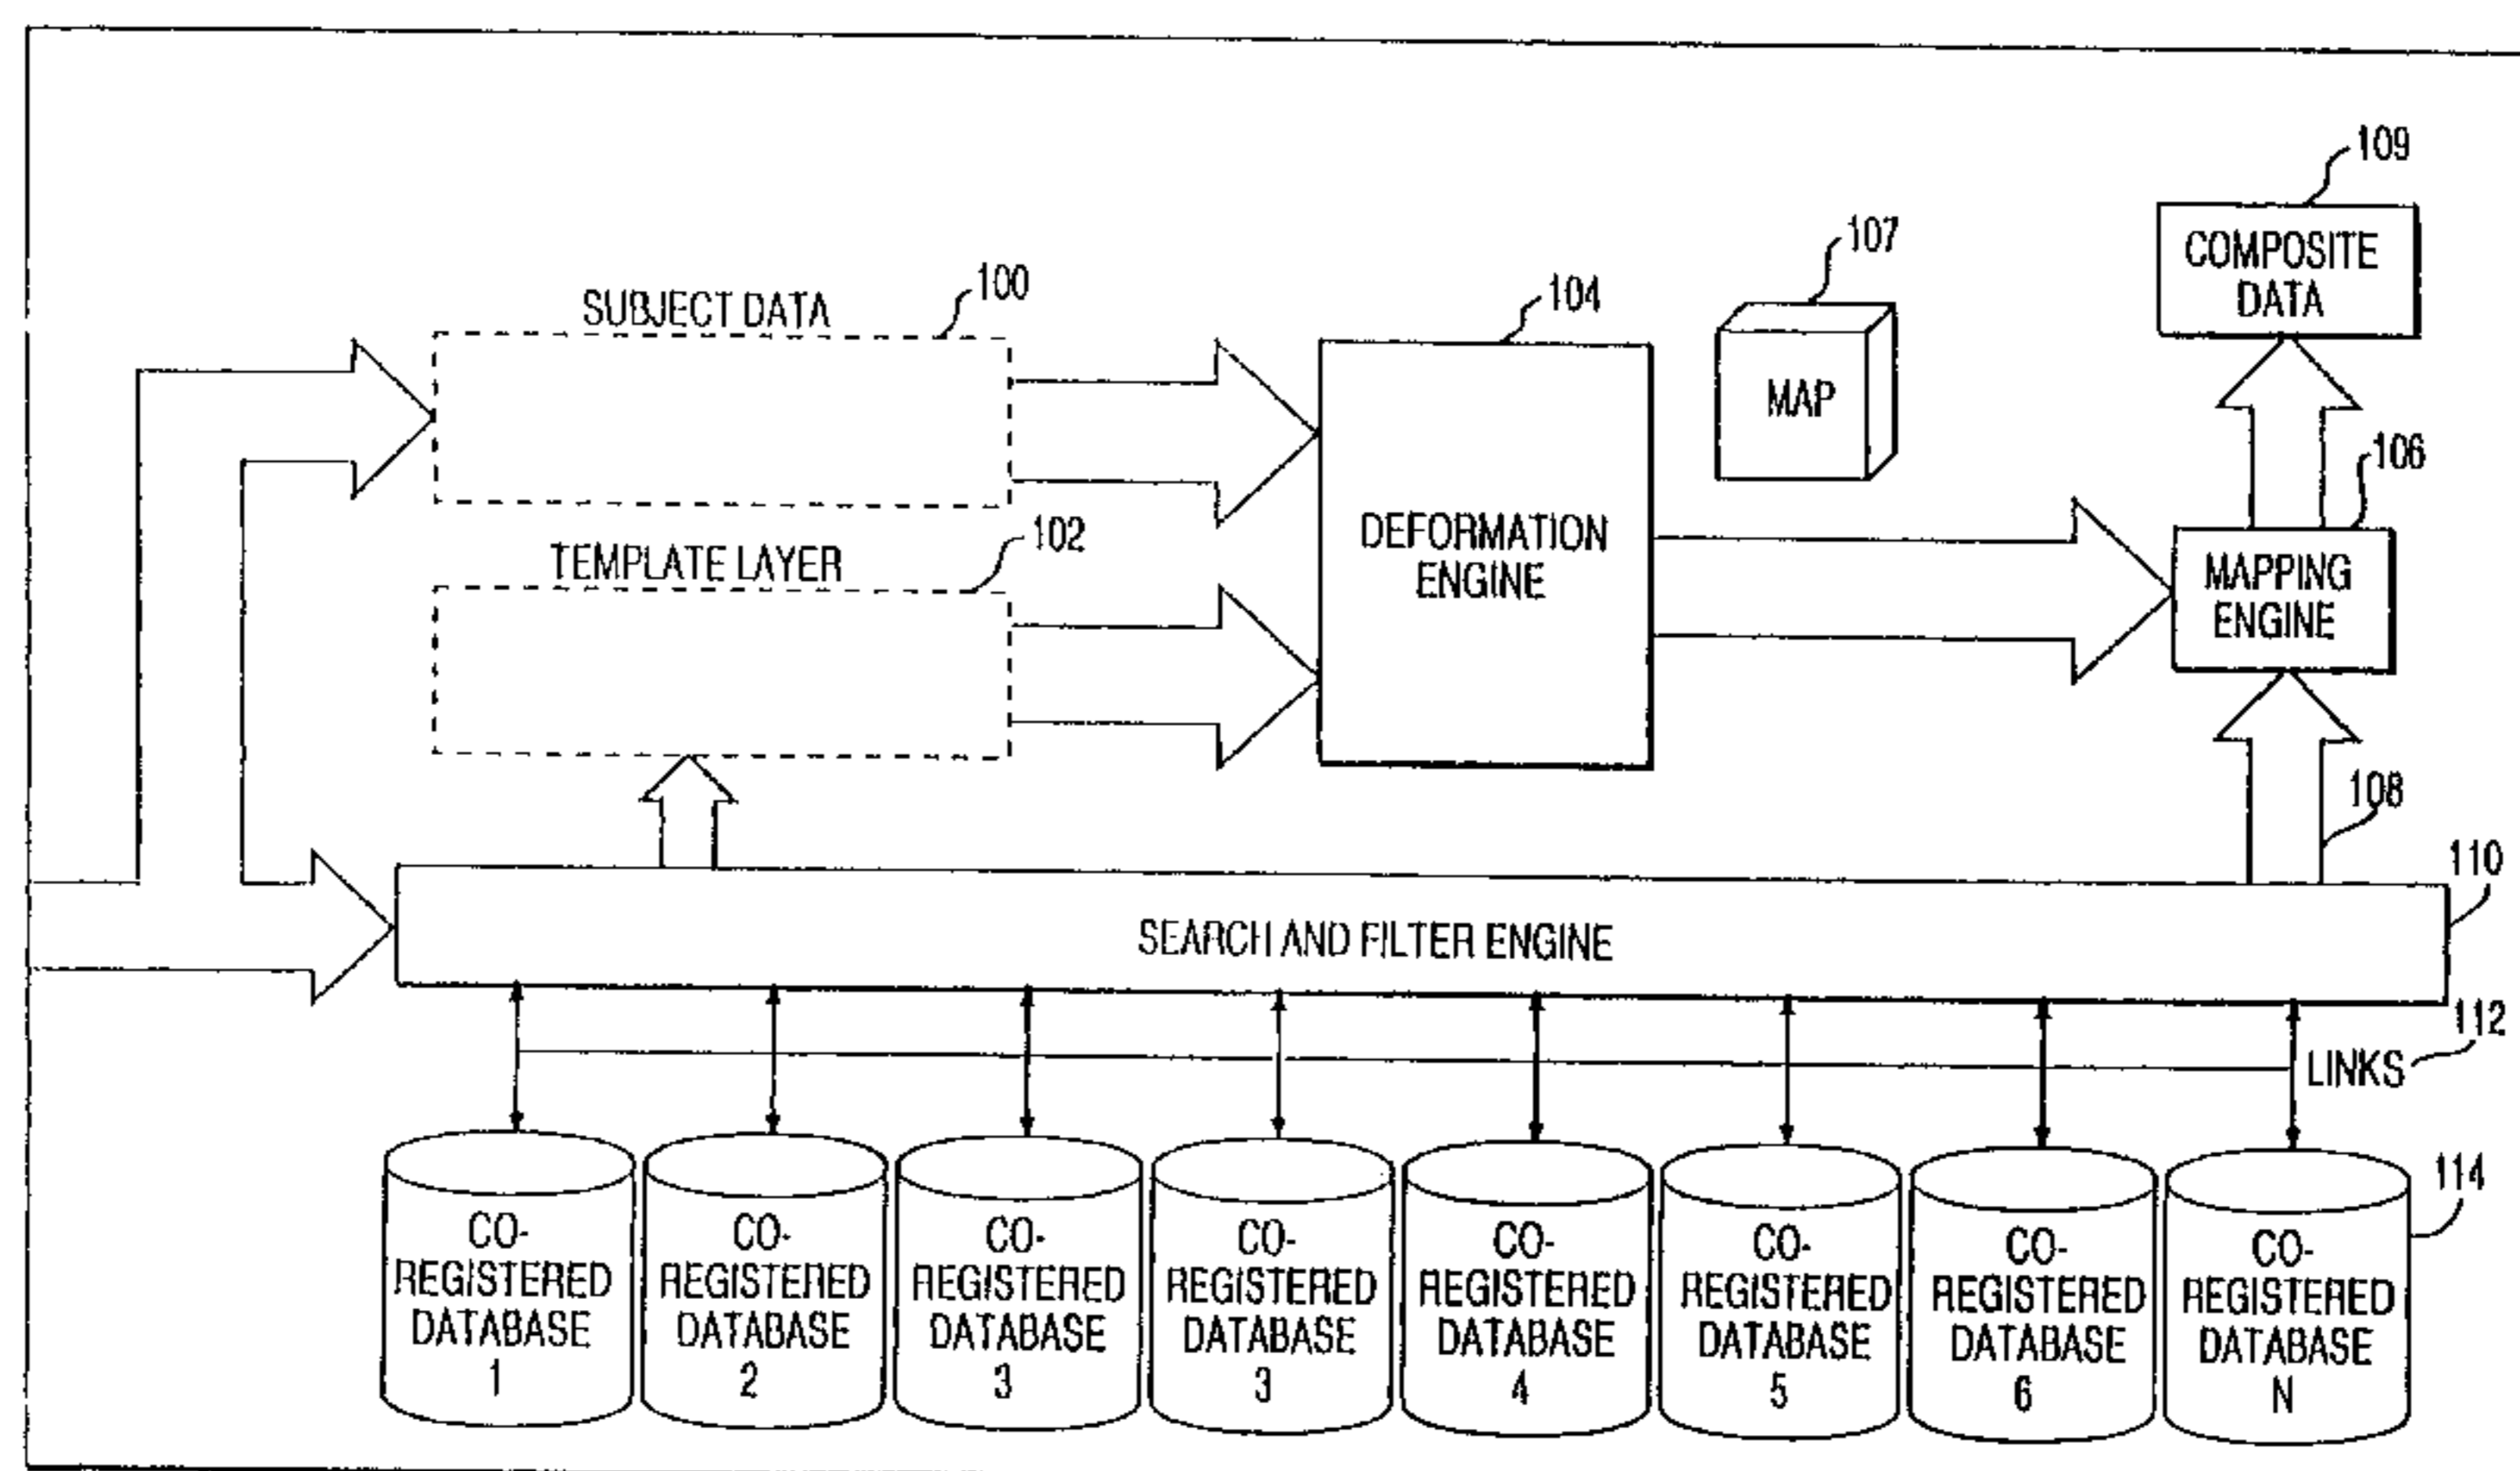 109
COMPOSITE
DATA
107
MAP
SUBJECT DATA
100
104
DEFORMATION
ENGINE
106
MAPPING
ENGINE
TEMPLATE LAYER
102
108
110
SEARCH AND FILTER ENGINE
112
LINKS
114
CO-
REGISTERED
DATABASE
1
CO-
REGISTERED
DATABASE
2
CO-
REGISTERED
DATABASE
3
CO-
REGISTERED
DATABASE
3
CO-
REGISTERED
DATABASE
4
CO-
REGISTERED
DATABASE
5
CO-
REGISTERED
DATABASE
6
CO-
REGISTERED
DATABASE
N